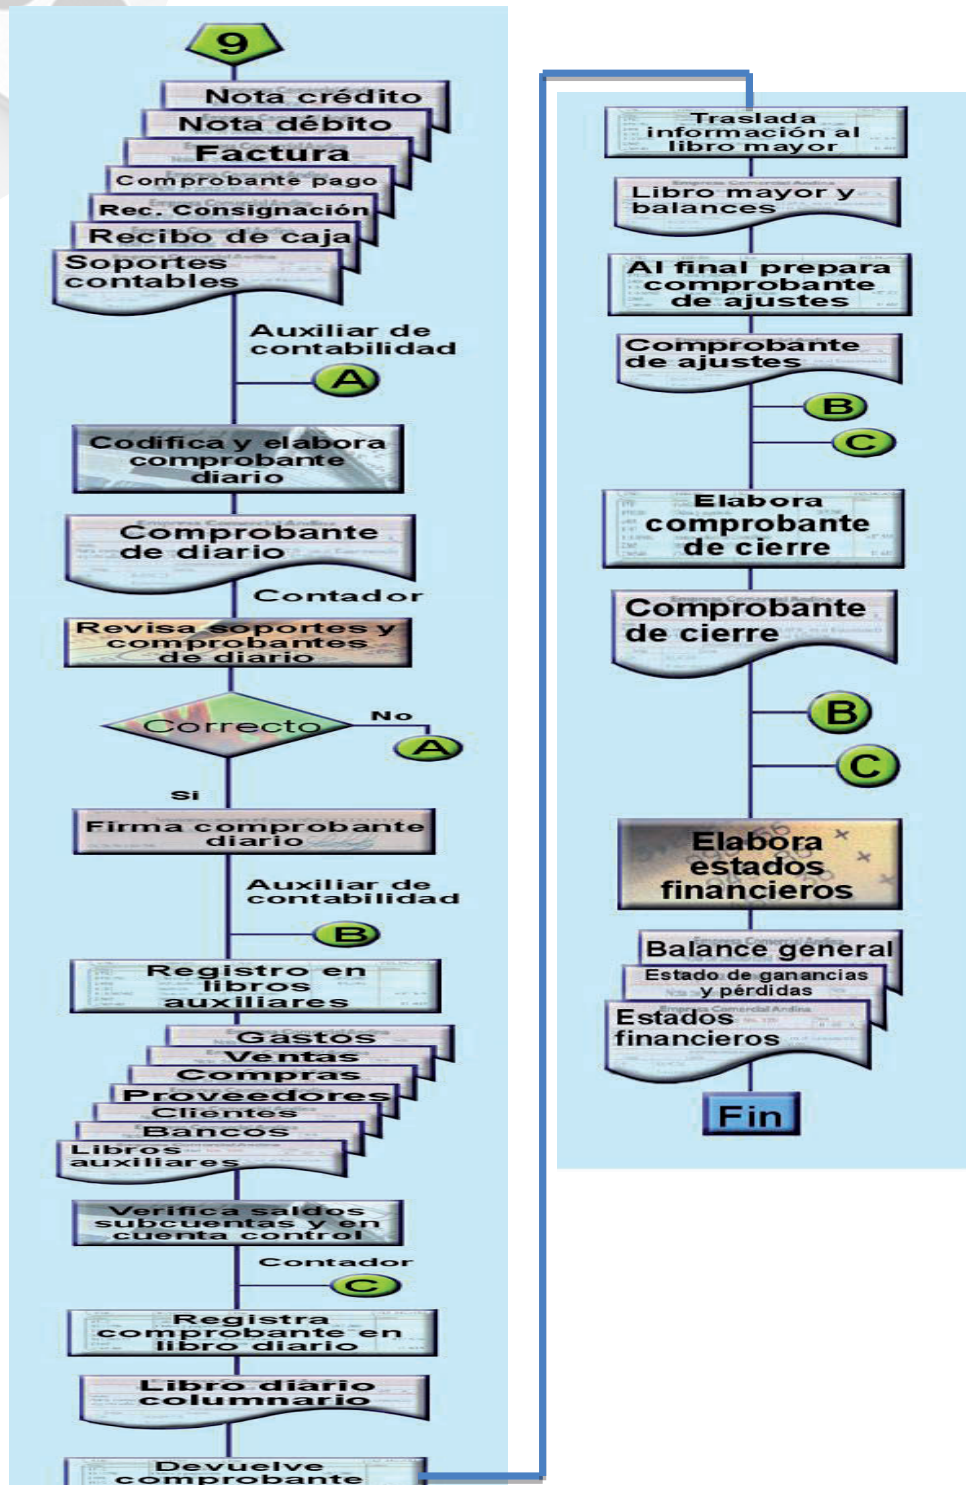 9
Nota crédito
Nota débito
Factura
Comprobante pago
Rec. Consignación
Recibo de caja
Soportes
contables
Auxiliar de
contabilidad
A
Codifica y elabora
comprobante
diario
Comprobante
de diario
Contador
Revisa soportes y
comprobantes
de diario
Correcto
No
A
Si
Firma comprobante
diario
Auxiliar de
contabilidad
B
Registro en
libros
auxiliares
Gastos
Ventas
Compras
Proveedores
Clientes
Bancos
Libros
auxiliares
Verifica saldos
subcuentas y en
cuenta control
Contador
C
Registra
comprobante en
libro diario
Libro diario
columnario
Devuelve
comprobante
Traslada
información al
libro mayor
Libro mayor y
balances
Al final prepara
comprobante
de ajustes
Comprobante
de ajustes
B
C
Elabora
comprobante
de cierre
Comprobante
de cierre
B
C
Elabora
estados
financieros
Balance general
Estado de ganancias
y pérdidas
Estados
financieros
Fin